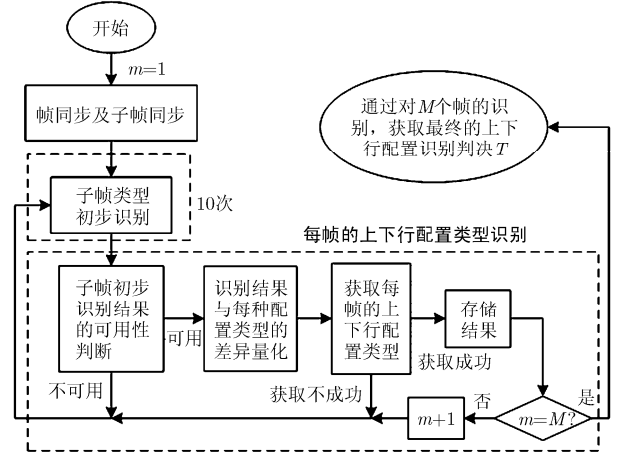 开始
m=1
帧同步及子帧同步
通过对M个帧的识
别，获取最终的上下
行配置识别判决T
子帧类型
初步识别
10次
每帧的上下行配置类型识别
子帧初步
识别结果
的可用性
判断
可用
识别结果
与每种配
置类型的
差异量化
获取每
帧的上
下行配
置类型
存储
结果
获取成功
不可用
获取不成功
否
是
m+1
m=M?